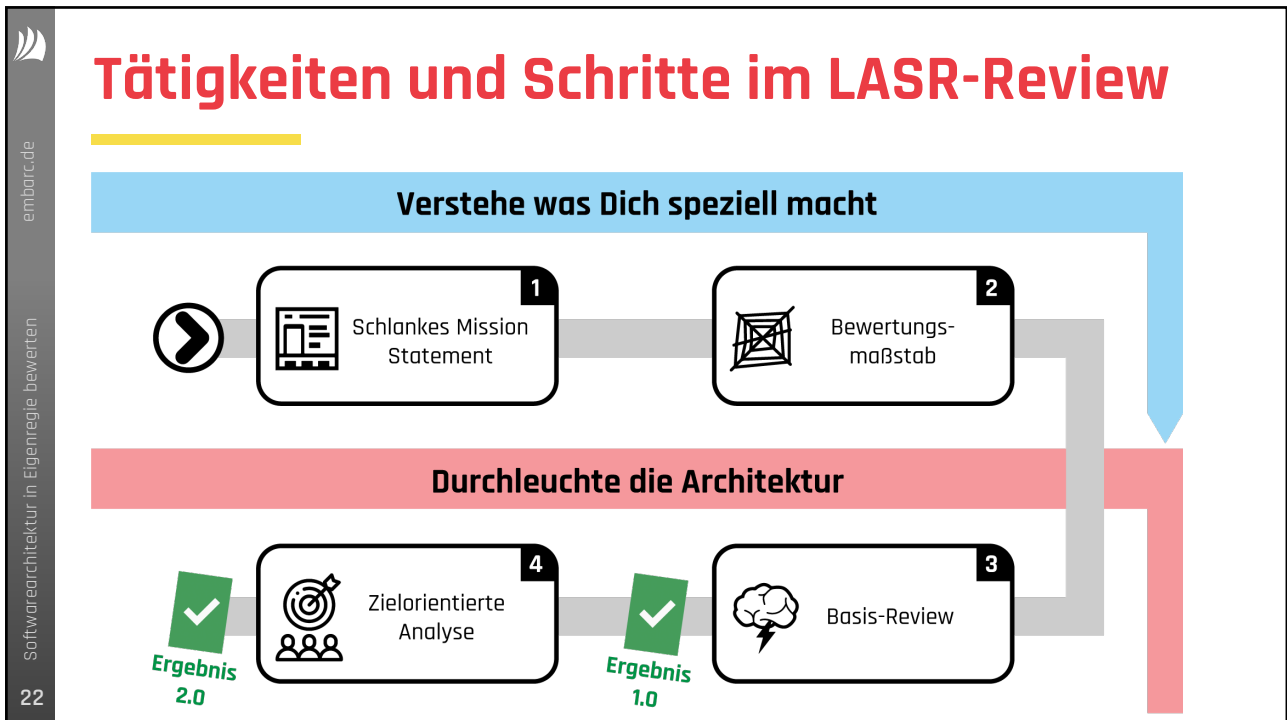 Tätigkeiten und Schritte im LASR-Review
Verstehe was Dich speziell macht
1
Schlankes Mission
Statement
2
Bewertungs-
maßstab
Durchleuchte die Architektur
4
Zielorientierte
Analyse
Ergebnis
2.0
3
Basis-Review
Ergebnis
1.0
embarc.de
Softwarearchitektur in Eigenregie bewerten
22